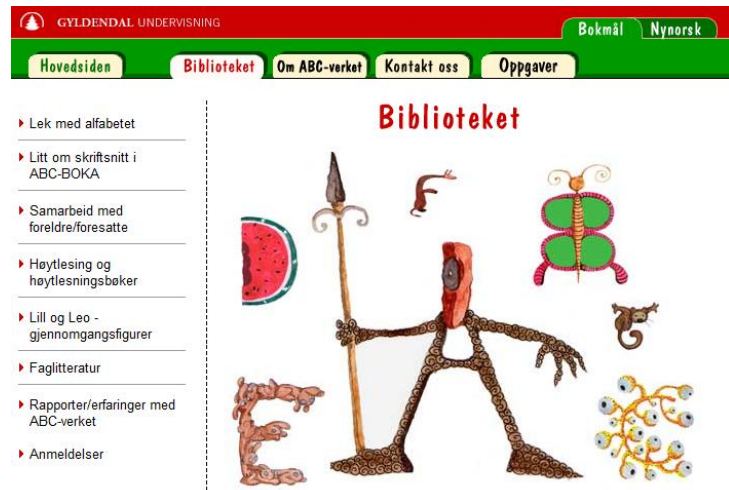 GYLDENDAL UNDERVISNING
Bokmål Nynorsk
Hovedsiden Biblioteket Om ABC-verket Kontakt oss Oppgaver
Biblioteket
Lek med alfabetet
Litt om skriftsnitt i
ABC-BOKA
Samarbeid med
foreldre/foresatte
Høytlesing og
høytlesningsbøker
Lill og Leo -
gjennomgangsfigurer
Faglitteratur
Rapporter/erfaringer med
ABC-verket
Anmeldelser